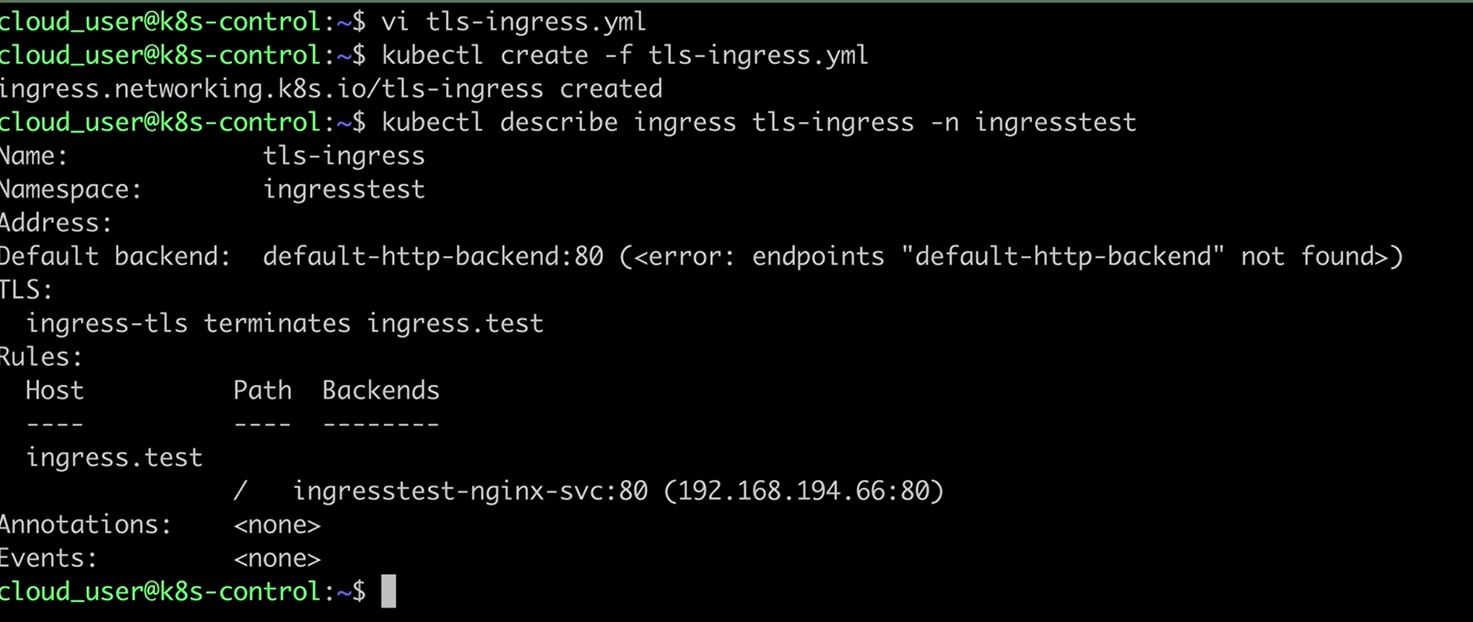 cloud_user@k8s-control:~$ vi tls-ingress.yml
cloud_user@k8s-control:~$ kubectl create -f tls-ingress.yml
ingress.networking.k8s.io/tls-ingress created
cloud_user@k8s-control:~$ kubectl describe ingress tls-ingress -n ingresstest
Name:             tls-ingress
Namespace:        ingresstest
Address:
Default backend:  default-http-backend:80 (<error: endpoints "default-http-backend" not found>)
TLS:
  ingress-tls terminates ingress.test
Rules:
  Host          Path  Backends
  ----          ----  --------
  ingress.test
                /   ingresstest-nginx-svc:80 (192.168.194.66:80)
Annotations:    <none>
Events:         <none>
cloud_user@k8s-control:~$